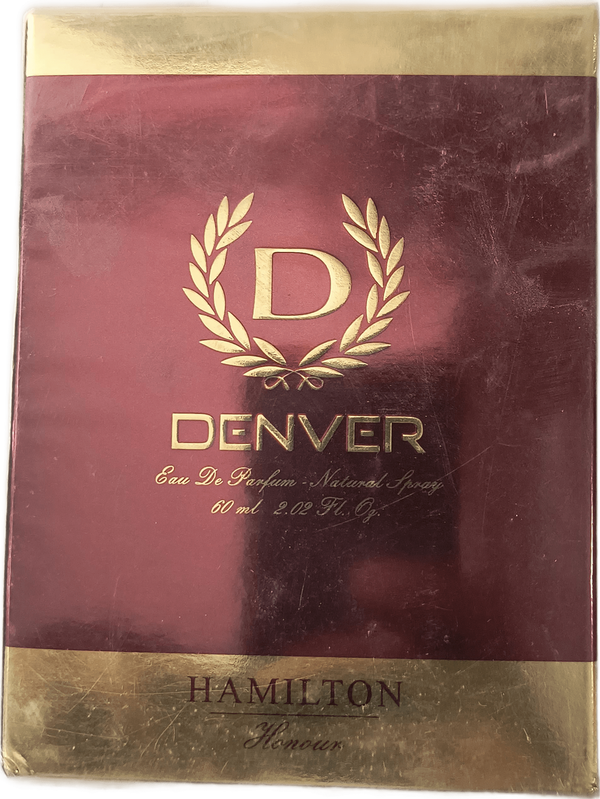 D
DENVER
Eau De Parfum - Natural Spray
60 ml 2.02 Fl. Oz.
HAMILTON
Honour